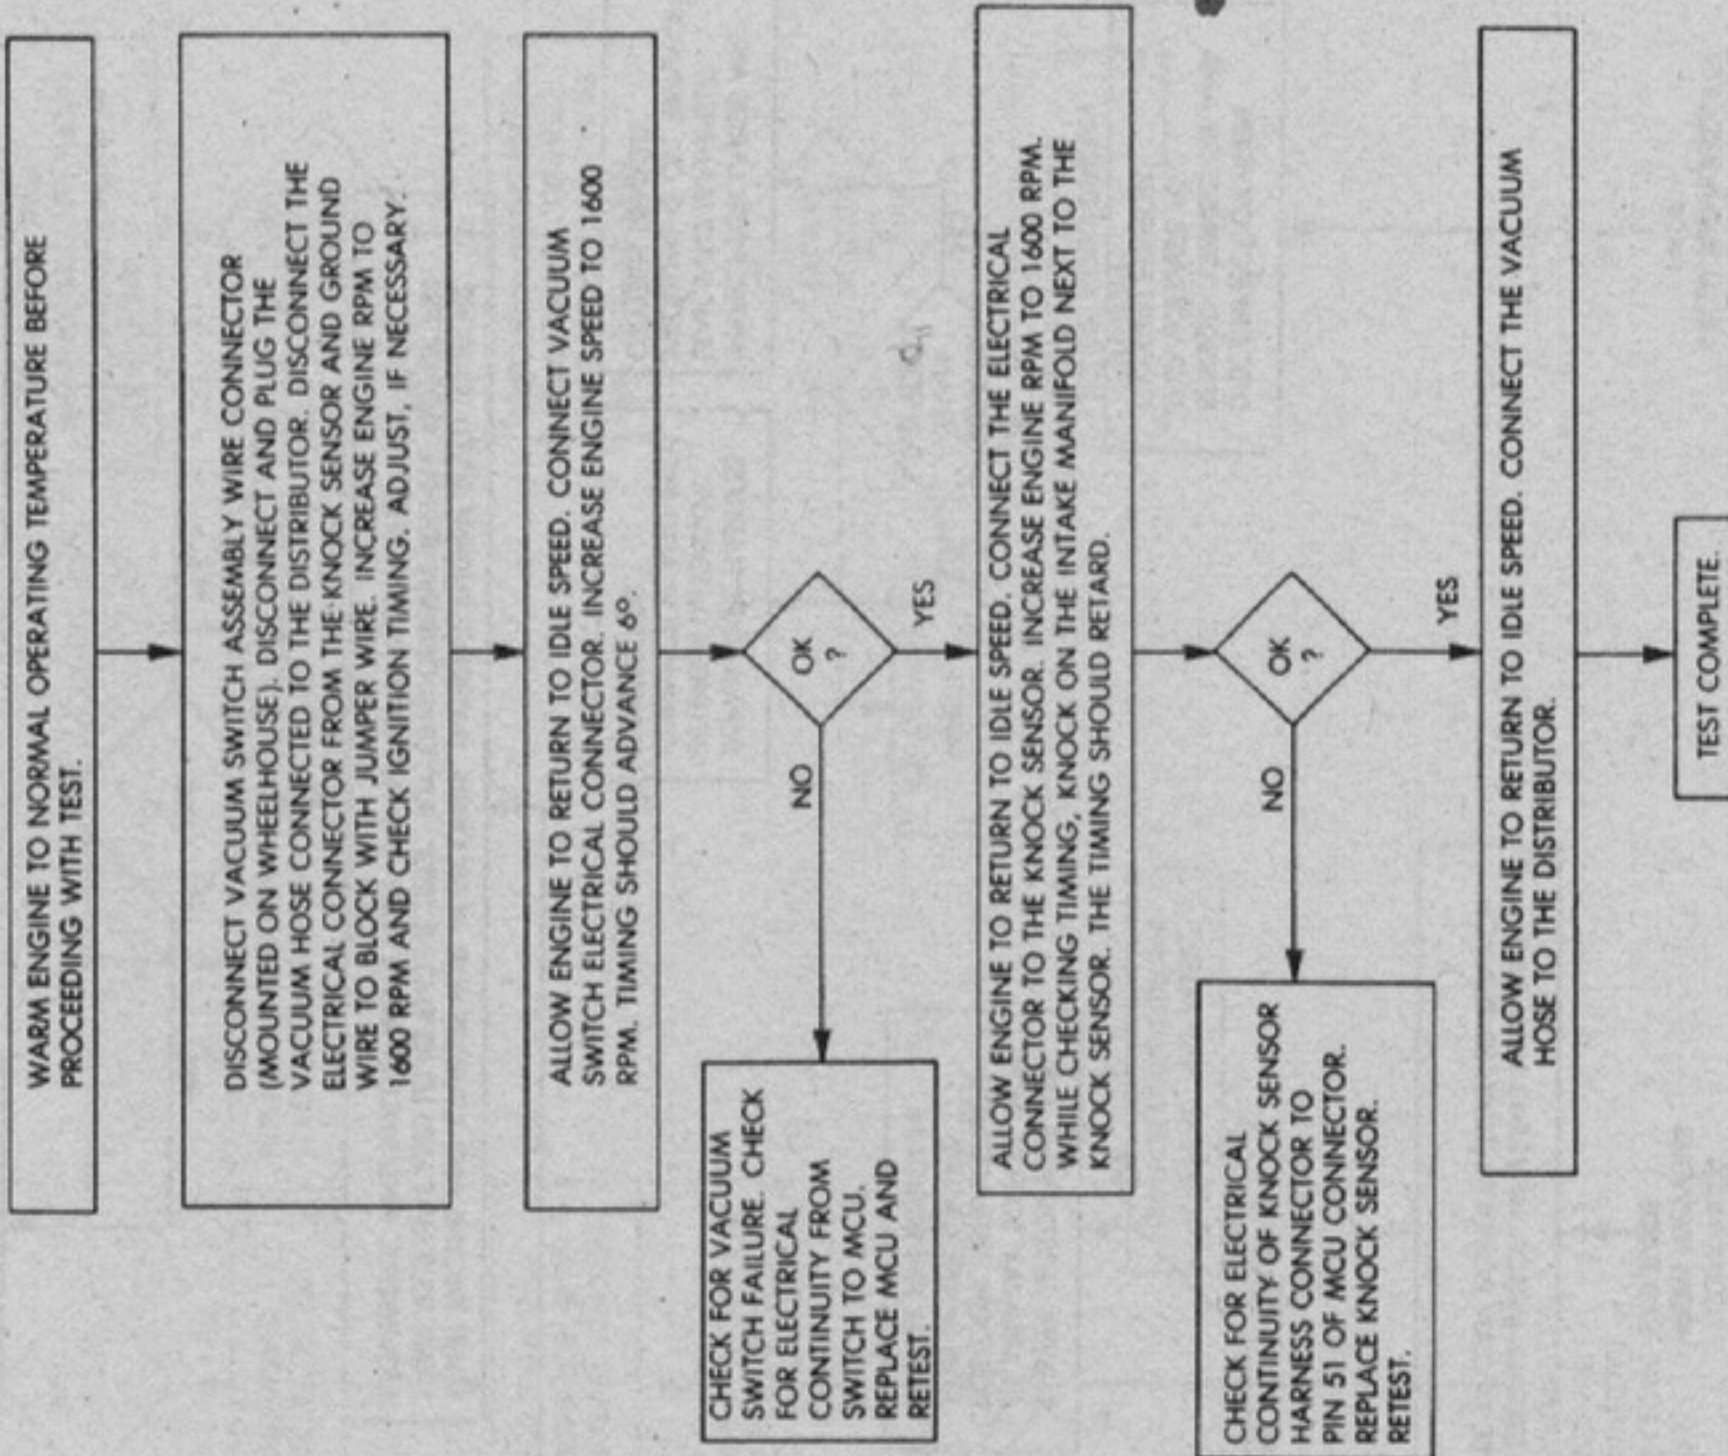 WARM ENGINE TO NORMAL OPERATING TEMPERATURE BEFORE
PROCEEDING WITH TEST.
DISCONNECT VACUUM SWITCH ASSEMBLY WIRE CONNECTOR
(MOUNTED ON WHEELHOUSE). DISCONNECT AND PLUG THE
VACUUM HOSE CONNECTED TO THE DISTRIBUTOR. DISCONNECT THE
ELECTRICAL CONNECTOR FROM THE KNOCK SENSOR AND GROUND
WIRE TO BLOCK WITH JUMPER WIRE. INCREASE ENGINE RPM TO
1600 RPM AND CHECK IGNITION TIMING. ADJUST, IF NECESSARY.
ALLOW ENGINE TO RETURN TO IDLE SPEED. CONNECT VACUUM
SWITCH ELECTRICAL CONNECTOR. INCREASE ENGINE SPEED TO 1600
RPM. TIMING SHOULD ADVANCE 6°.
OK
?
NO
YES
CHECK FOR VACUUM
SWITCH FAILURE. CHECK
FOR ELECTRICAL
CONTINUITY FROM
SWITCH TO MCU.
REPLACE MCU AND
RETEST.
ALLOW ENGINE TO RETURN TO IDLE SPEED. CONNECT THE ELECTRICAL
CONNECTOR TO THE KNOCK SENSOR. INCREASE ENGINE RPM TO 1600 RPM.
WHILE CHECKING TIMING, KNOCK ON THE INTAKE MANIFOLD NEXT TO THE
KNOCK SENSOR. THE TIMING SHOULD RETARD.
OK
?
NO
YES
CHECK FOR ELECTRICAL
CONTINUITY OF KNOCK SENSOR
HARNESS CONNECTOR TO
PIN 51 OF MCU CONNECTOR.
REPLACE KNOCK SENSOR.
RETEST.
ALLOW ENGINE TO RETURN TO IDLE SPEED. CONNECT THE VACUUM
HOSE TO THE DISTRIBUTOR.
TEST COMPLETE.